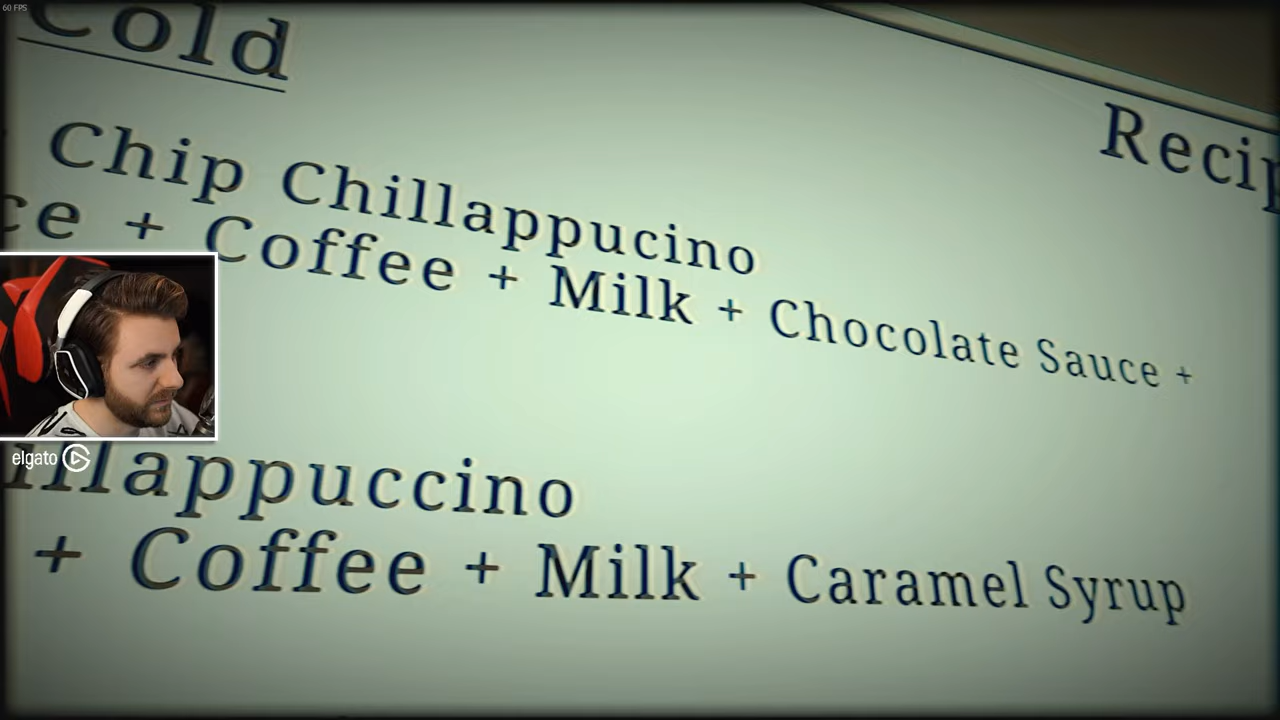 60 FPS
Cold
Recip
Chip Chillappucino
ce + Coffee + Milk + Chocolate Sauce +
illappuccino
+ Coffee + Milk + Caramel Syrup
elgato